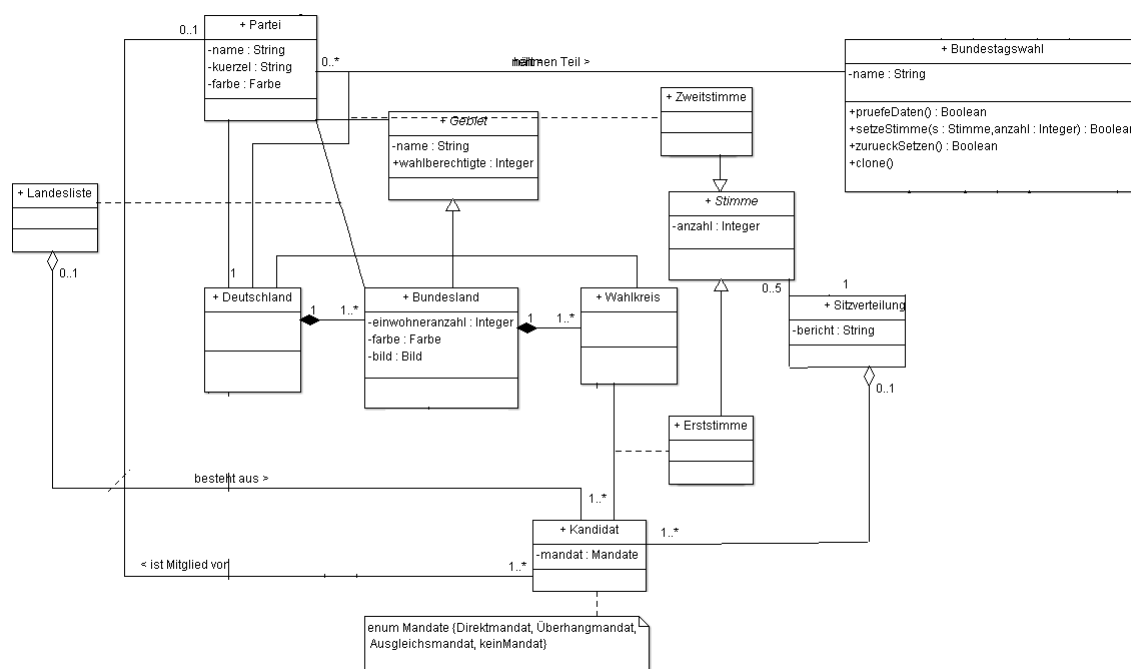 + Partei
-name : String
-kuerzel : String
-farbe : Farbe
0..1
0..*
nehmen Teil >
+ Bundestagswahl
-name : String
+pruefeDaten() : Boolean
+setzeStimme(s : Stimme,anzahl : Integer) : Boolean
+zurueckSetzen() : Boolean
+clone()
+ Zweitstimme
+ Gebiet
-name : String
+wahlberechtigte : Integer
+ Landesliste
0..1
+ Stimme
-anzahl : Integer
0..5
1
+ Sitzverteilung
-bericht : String
0..1
1
+ Deutschland
1
1..*
+ Bundesland
-einwohneranzahl : Integer
-farbe : Farbe
-bild : Bild
1
1..*
+ Wahlkreis
+ Erststimme
besteht aus >
1..*
1..*
+ Kandidat
-mandat : Mandate
< ist Mitglied von
1..*
enum Mandate {Direktmandat, Überhangmandat,
Ausgleichsmandat, keinMandat}